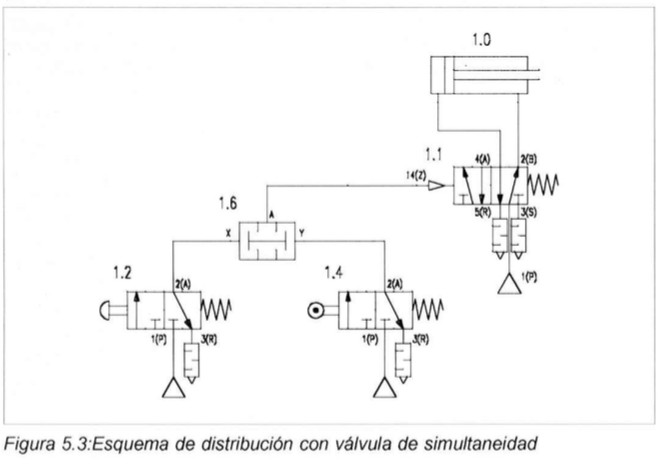 1.0
1.1
4(A)
2(B)
14(Z)
5(R)
3(S)
1(P)
1.6
A
X
Y
1.2
2(A)
1(P)
3(R)
1.4
2(A)
1(P)
3(R)
Figura 5.3:Esquema de distribución con válvula de simultaneidad